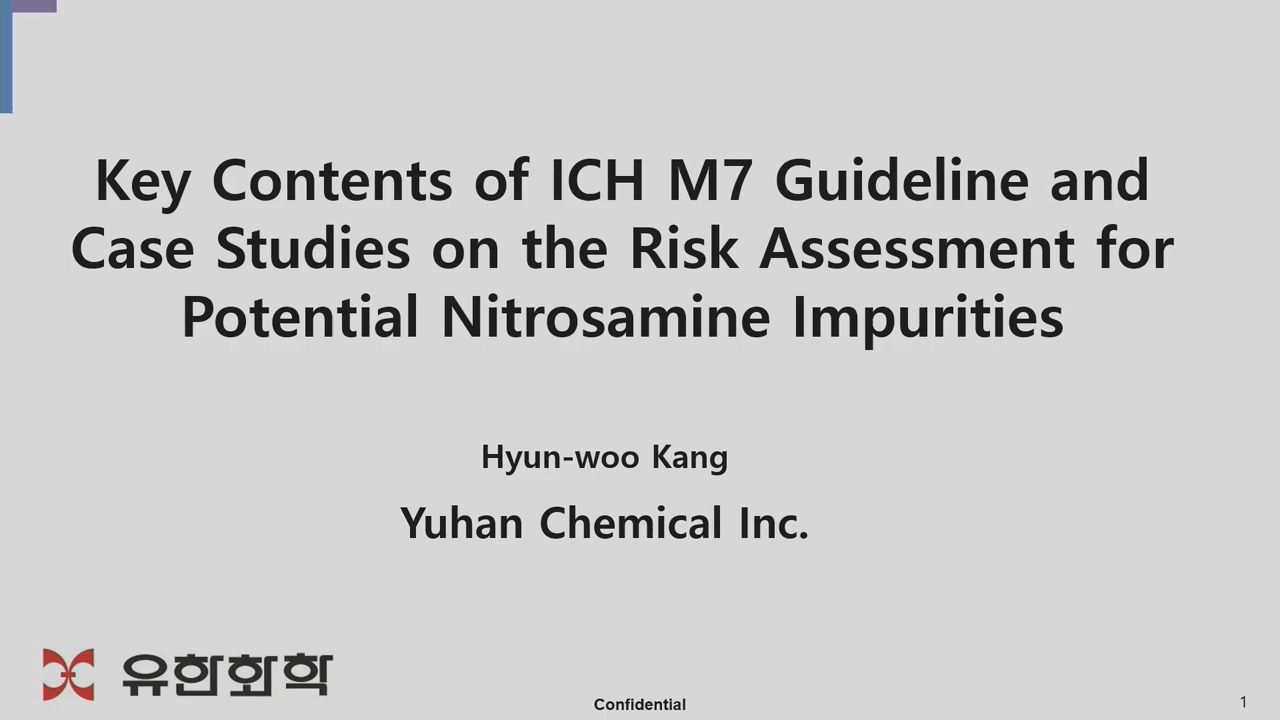 Key Contents of ICH M7 Guideline and
Case Studies on the Risk Assessment for
Potential Nitrosamine Impurities
Hyun-woo Kang
Yuhan Chemical Inc.
유한화학
Confidential
1